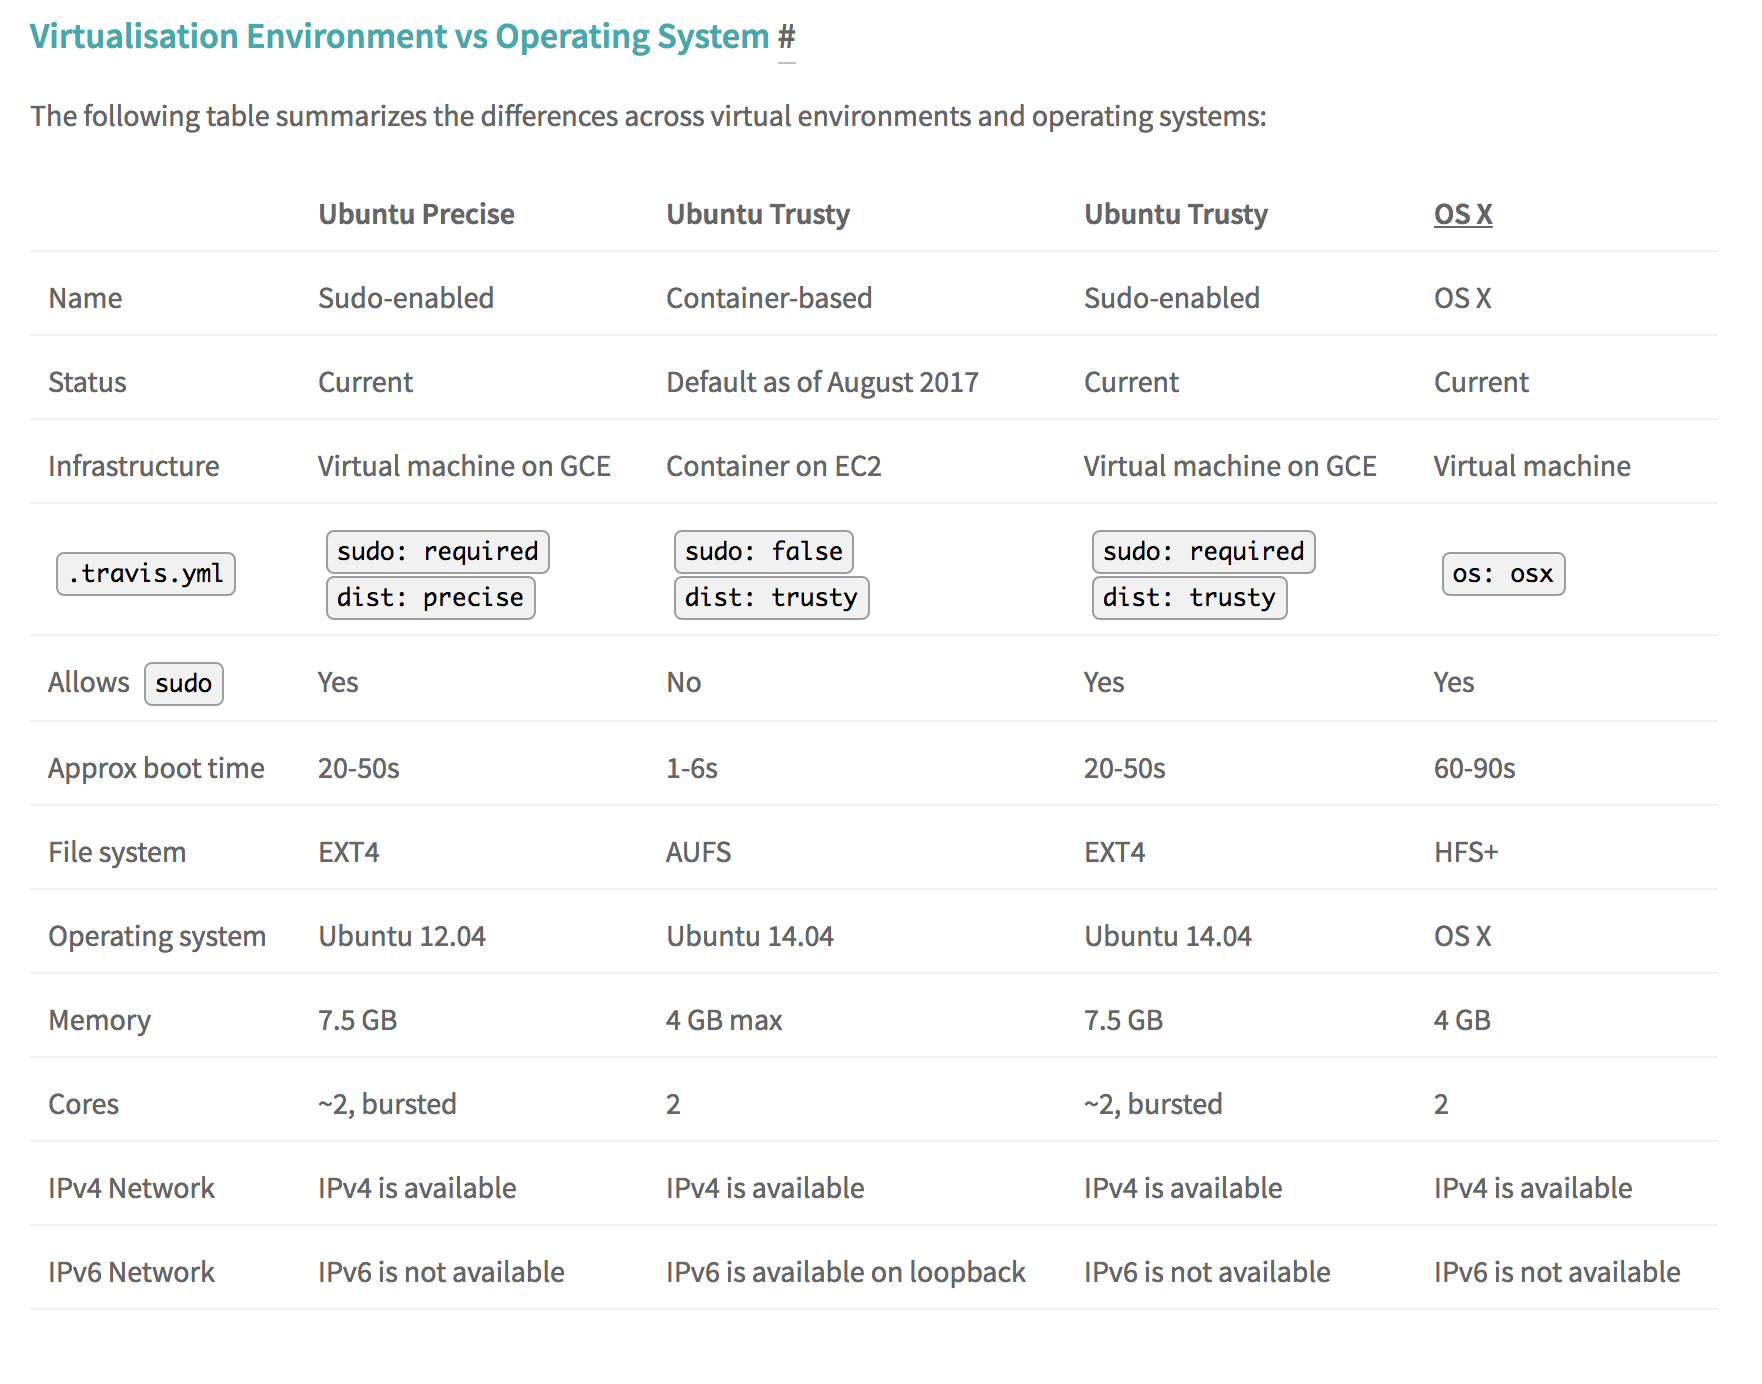 Virtualisation Environment vs Operating System #
The following table summarizes the differences across virtual environments and operating systems:
Ubuntu Precise Ubuntu Trusty Ubuntu Trusty OS X
Name Sudo-enabled Container-based Sudo-enabled OS X
Status Current Default as of August 2017 Current Current
Infrastructure Virtual machine on GCE Container on EC2 Virtual machine on GCE Virtual machine
.travis.yml sudo: required dist: precise sudo: false dist: trusty sudo: required dist: trusty os: osx
Allows sudo Yes No Yes Yes
Approx boot time 20-50s 1-6s 20-50s 60-90s
File system EXT4 AUFS EXT4 HFS+
Operating system Ubuntu 12.04 Ubuntu 14.04 Ubuntu 14.04 OS X
Memory 7.5 GB 4 GB max 7.5 GB 4 GB
Cores ~2, bursted 2 ~2, bursted 2
IPv4 Network IPv4 is available IPv4 is available IPv4 is available IPv4 is available
IPv6 Network IPv6 is not available IPv6 is available on loopback IPv6 is not available IPv6 is not available